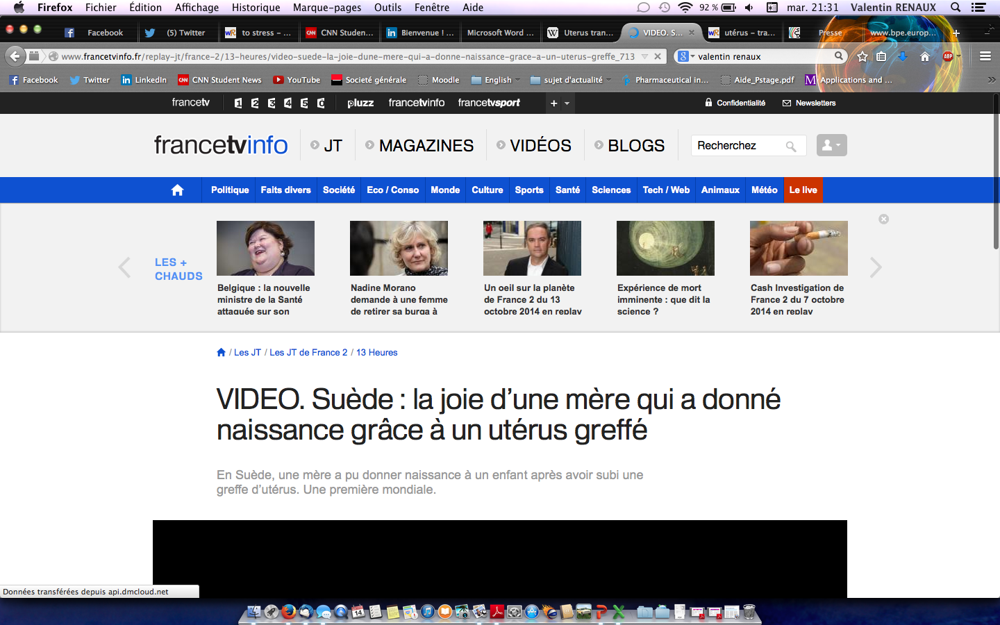 Firefox Fichier Édition Affichage Historique Marque-pages Outils Fenêtre Aide 92 % mar. 21:31 Valentin RENAUX
Facebook (5) Twitter to stress – ... CNN Studen... Bienvenue ! ... Microsoft Word ... Uterus tran... VIDEO. S... utérus – tra... Presse www.bpe.europ...
www.francetvinfo.fr/replay-jt/france-2/13-heures/video-suede-la-joie-dune-mere-qui-a-donne-naissance-grace-a-un-uterus-greffe_713 valentin renaux ABP
Facebook Twitter LinkedIn CNN Student News YouTube Societé générale Moodle English sujet d'actualité Pharmaceutical in... Aide_Pstage.pdf Applications and ...
francetv 1 2 3 4 5 ô pluzz francetvinfo francetvsport + Confidentialité Newsletters
francetvinfo JT MAGAZINES VIDÉOS BLOGS Recherchez
Politique Faits divers Société Eco / Conso Monde Culture Sports Santé Sciences Tech / Web Animaux Météo Le live
LES +
CHAUDS
Belgique : la nouvelle
ministre de la Santé
attaquée sur son
Nadine Morano
demande à une femme
de retirer sa burqa à
Un oeil sur la planète
de France 2 du 13
octobre 2014 en replay
Expérience de mort
imminente : que dit la
science ?
Cash Investigation de
France 2 du 7 octobre
2014 en replay
/ Les JT / Les JT de France 2 / 13 Heures
VIDEO. Suède : la joie d'une mère qui a donné
naissance grâce à un utérus greffé
En Suède, une mère a pu donner naissance à un enfant après avoir subi une
greffe d'utérus. Une première mondiale.
Données transférées depuis api.dmcloud.net
14